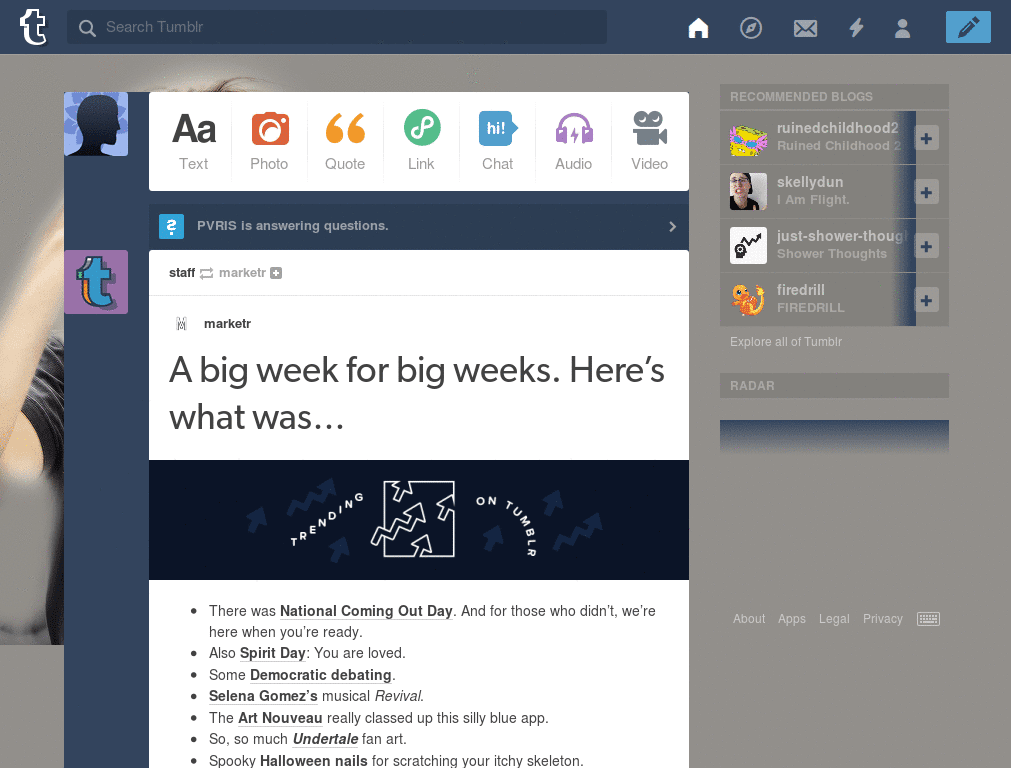 Search Tumblr
Aa
hi!
Text
Photo
Quote
Link
Chat
Audio
Video
? PVRIS is answering questions.
staff marketr
marketr
A big week for big weeks. Here's
what was...
TRENDING ON TUMBLR
• There was National Coming Out Day. And for those who didn't, we're
here when you're ready.
• Also Spirit Day: You are loved.
• Some Democratic debating.
• Selena Gomez's musical Revival.
• The Art Nouveau really classed up this silly blue app.
• So, so much Undertale fan art.
• Spooky Halloween nails for scratching your itchy skeleton.
RECOMMENDED BLOGS
ruinedchildhood2
Ruined Childhood 2
skellydun
I Am Flight.
just-shower-though
Shower Thoughts
firedrill
FIREDRILL
Explore all of Tumblr
RADAR
About Apps Legal Privacy